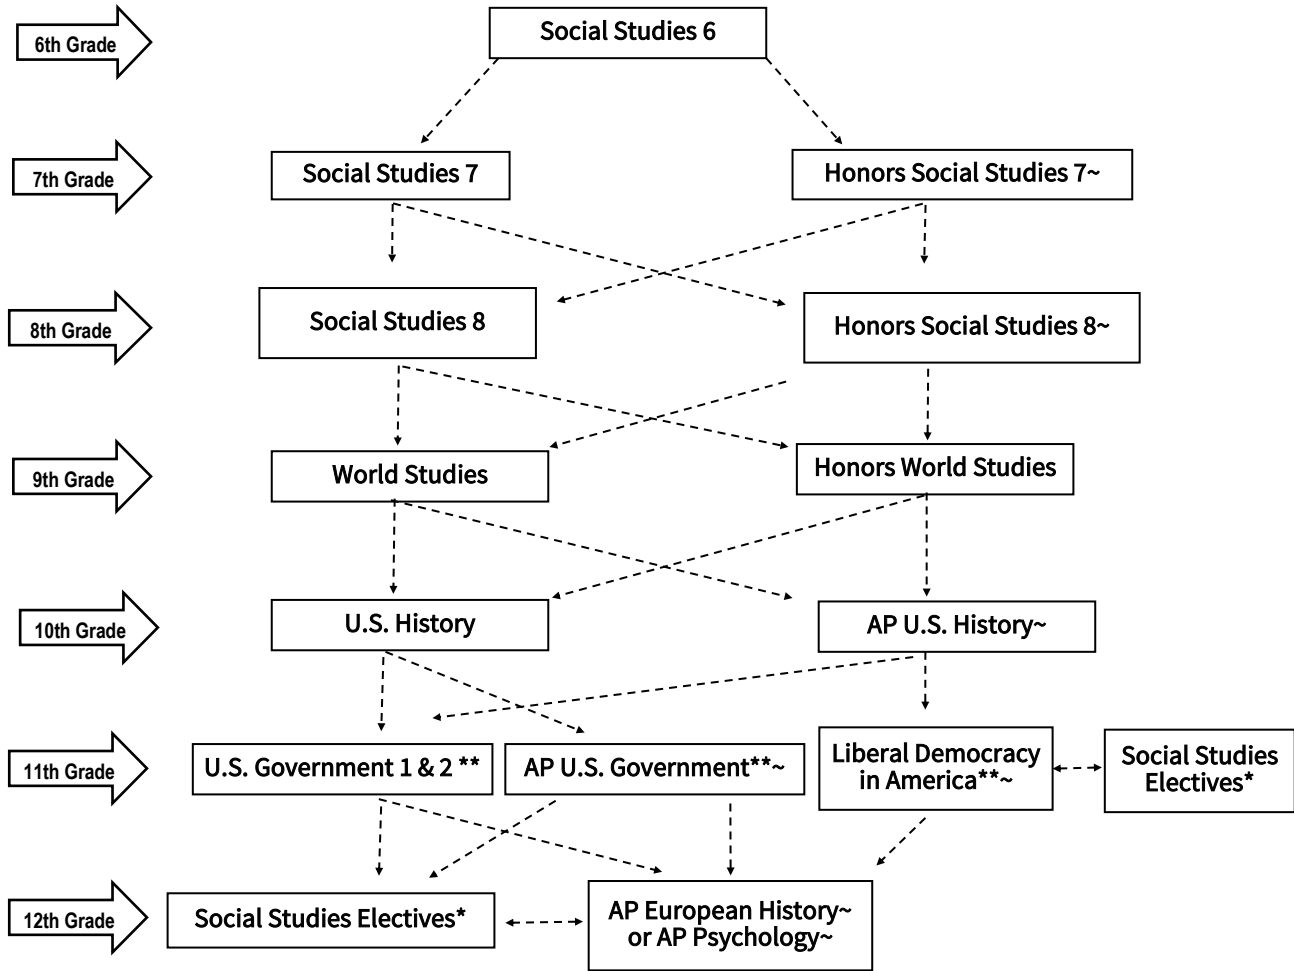 6th Grade
Social Studies 6
7th Grade
Social Studies 7
Honors Social Studies 7~
8th Grade
Social Studies 8
Honors Social Studies 8~
9th Grade
World Studies
Honors World Studies
10th Grade
U.S. History
AP U.S. History~
11th Grade
U.S. Government 1 & 2 **
AP U.S. Government**~
Liberal Democracy
in America**~
Social Studies
Electives*
12th Grade
Social Studies Electives*
AP European History~
or AP Psychology~